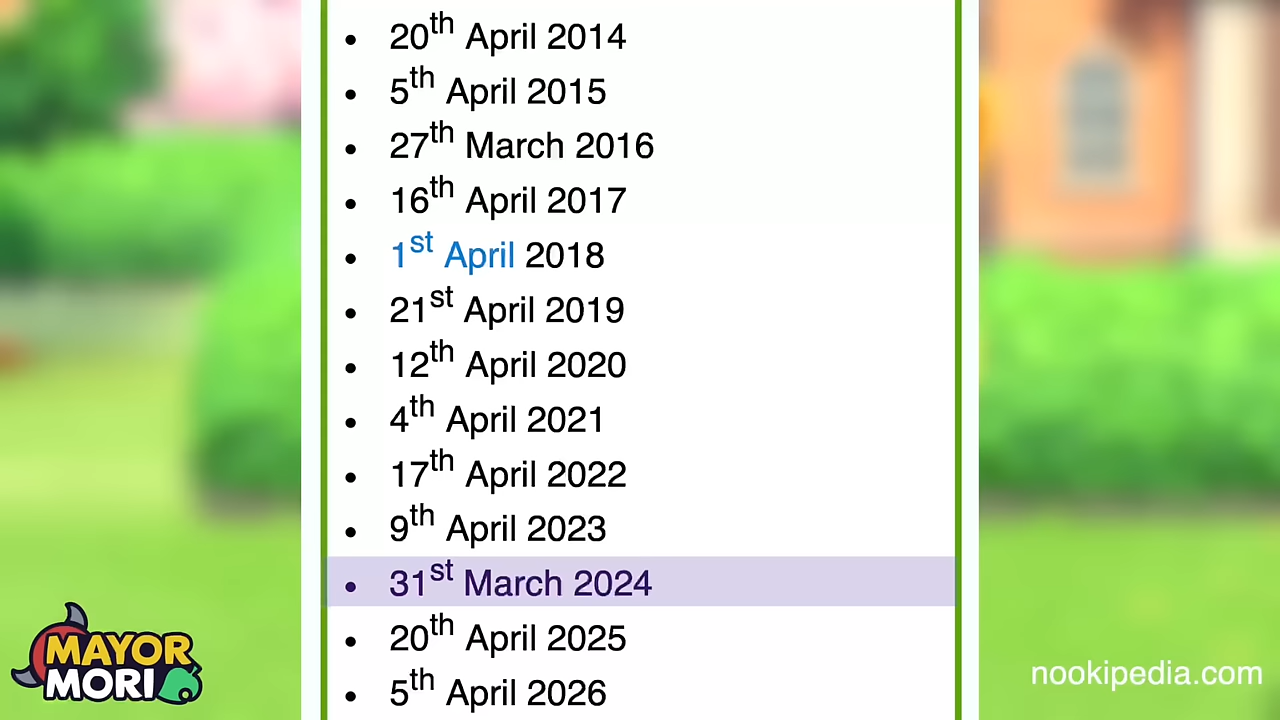 20th April 2014
5th April 2015
27th March 2016
16th April 2017
1st April 2018
21st April 2019
12th April 2020
4th April 2021
17th April 2022
9th April 2023
31st March 2024
20th April 2025
5th April 2026
MAYOR
MORI
nookipedia.com